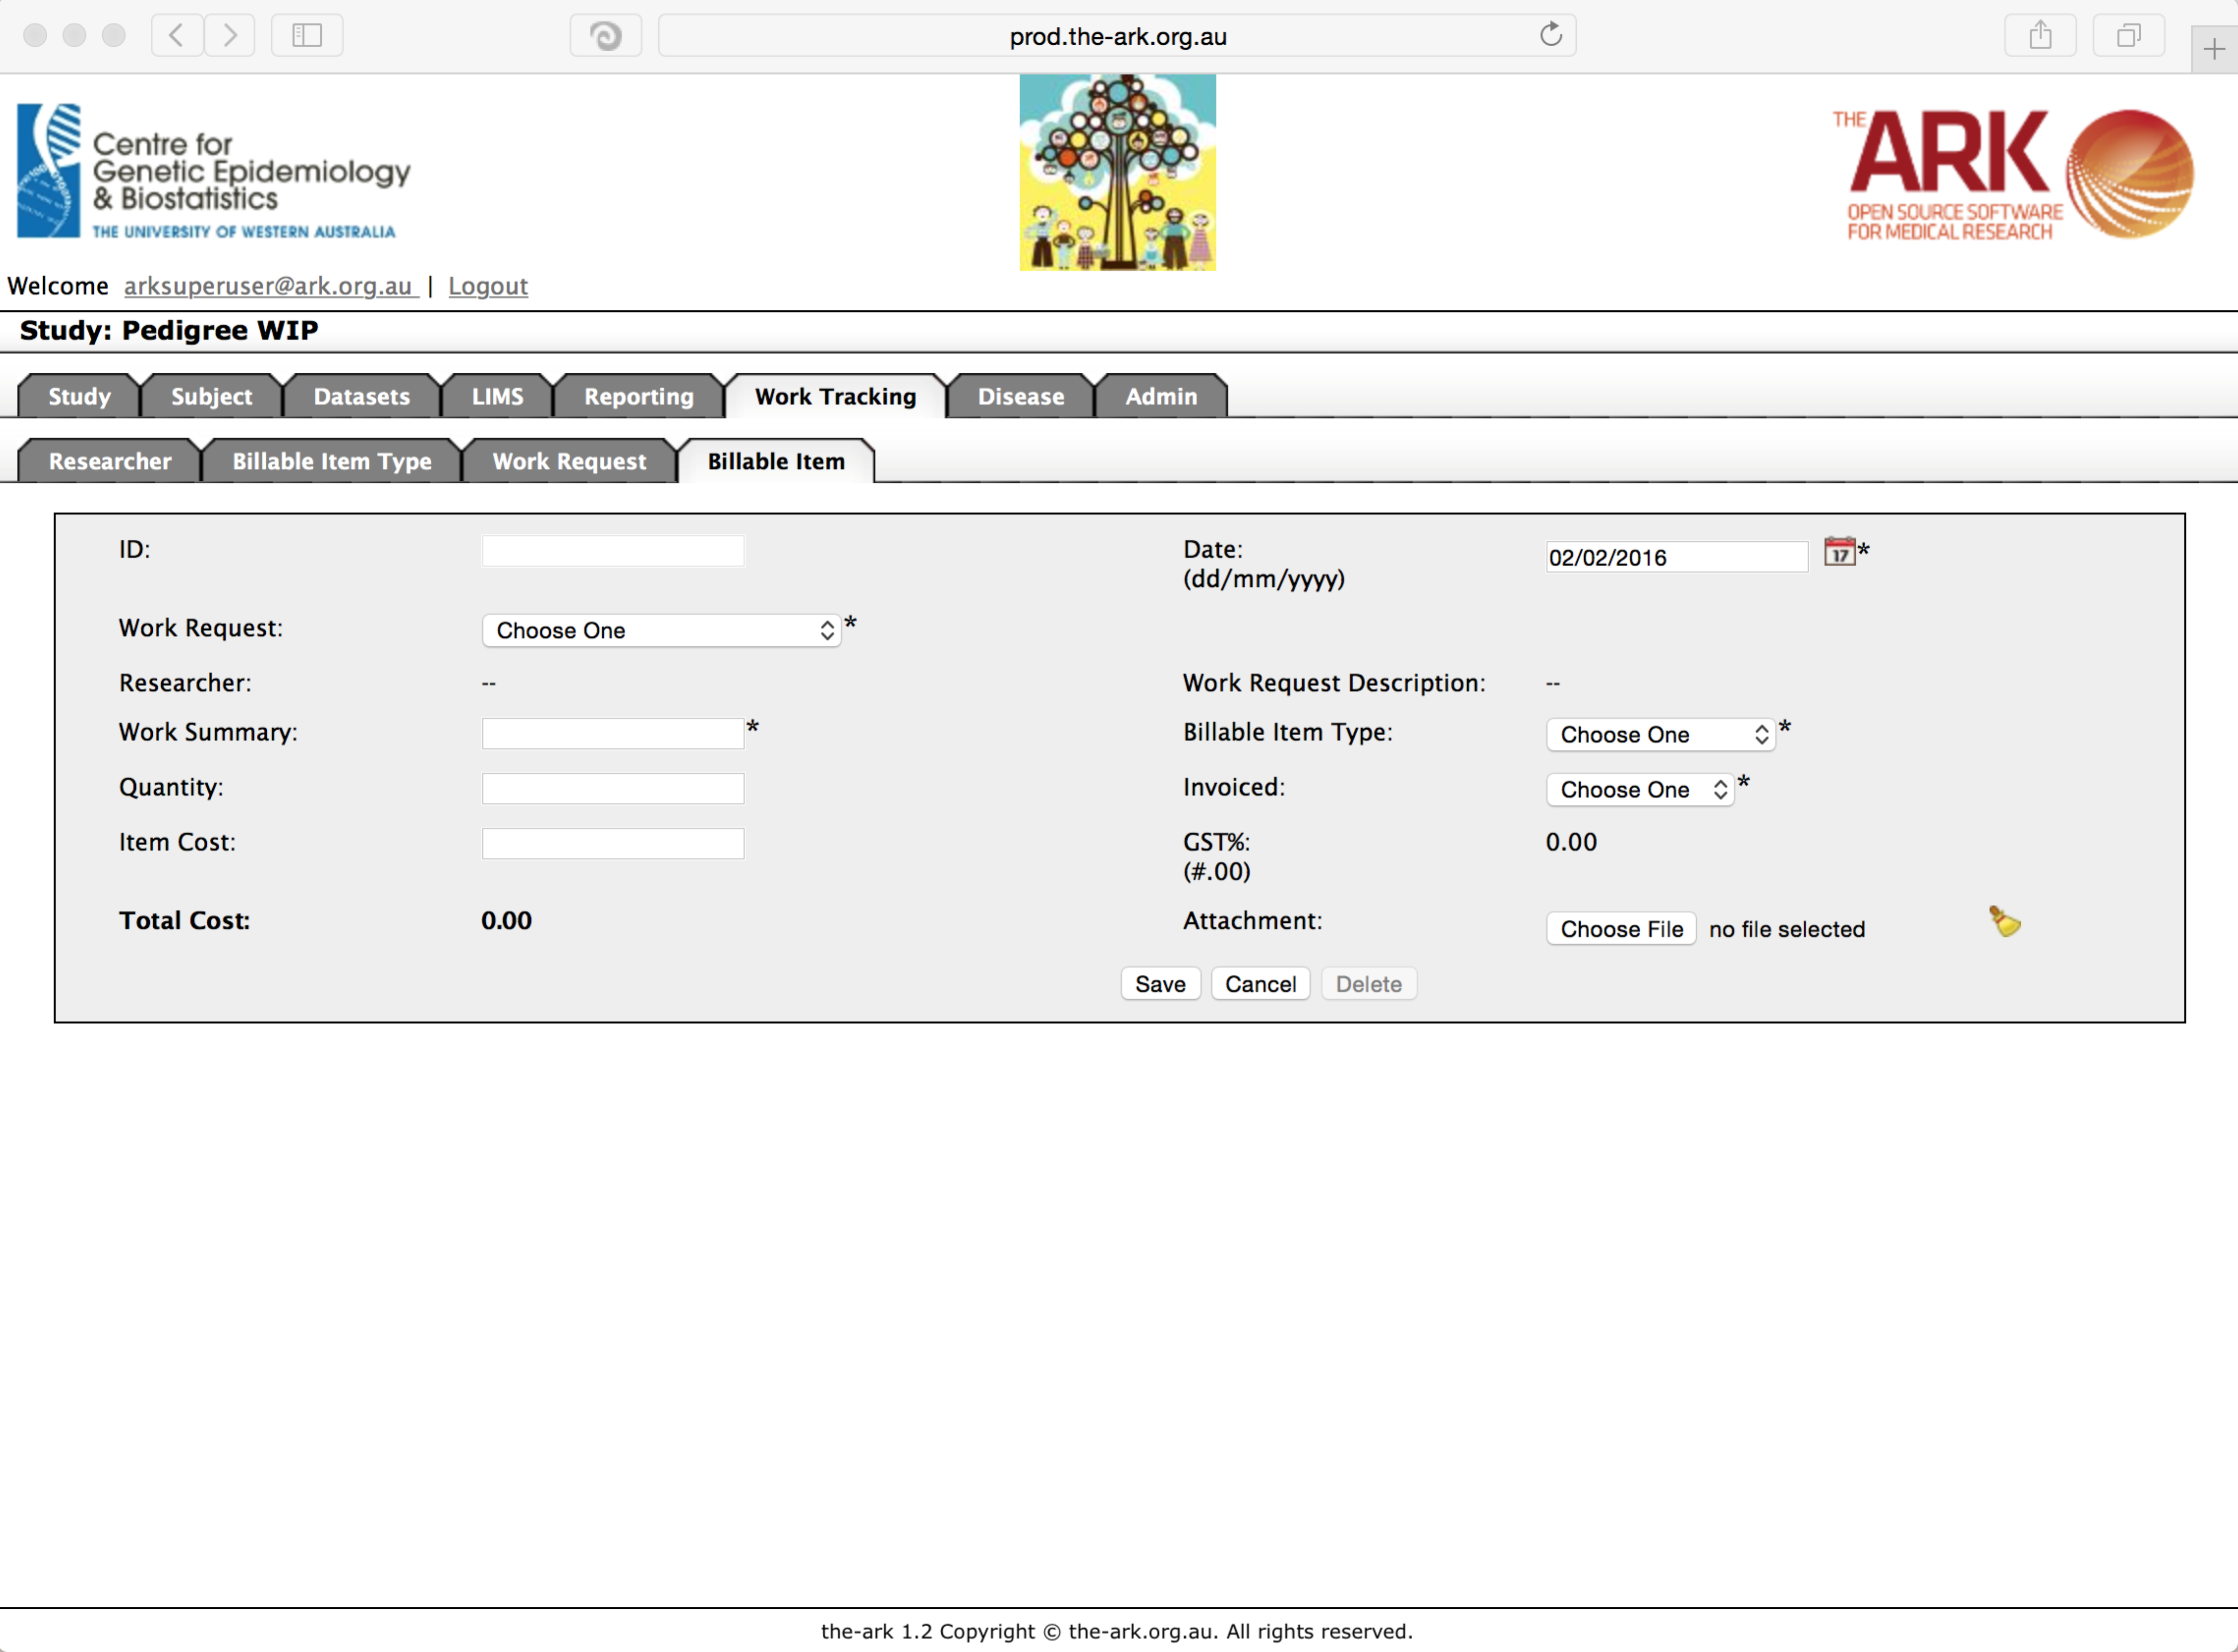 prod.the-ark.org.au
Centre for
Genetic Epidemiology
& Biostatistics
THE UNIVERSITY OF WESTERN AUSTRALIA
THE ARK
OPEN SOURCE SOFTWARE
FOR MEDICAL RESEARCH
Welcome arksuperuser@ark.org.au | Logout
Study: Pedigree WIP
Study Subject Datasets LIMS Reporting Work Tracking Disease Admin
Researcher Billable Item Type Work Request Billable Item
ID: Date: 02/02/2016 17 *
(dd/mm/yyyy)
Work Request: Choose One *
Researcher: -- Work Request Description: --
Work Summary: * Billable Item Type: Choose One *
Quantity: Invoiced: Choose One *
Item Cost: GST%: 0.00
(#.00)
Total Cost: 0.00 Attachment: Choose File no file selected
Save Cancel Delete
the-ark 1.2 Copyright © the-ark.org.au. All rights reserved.